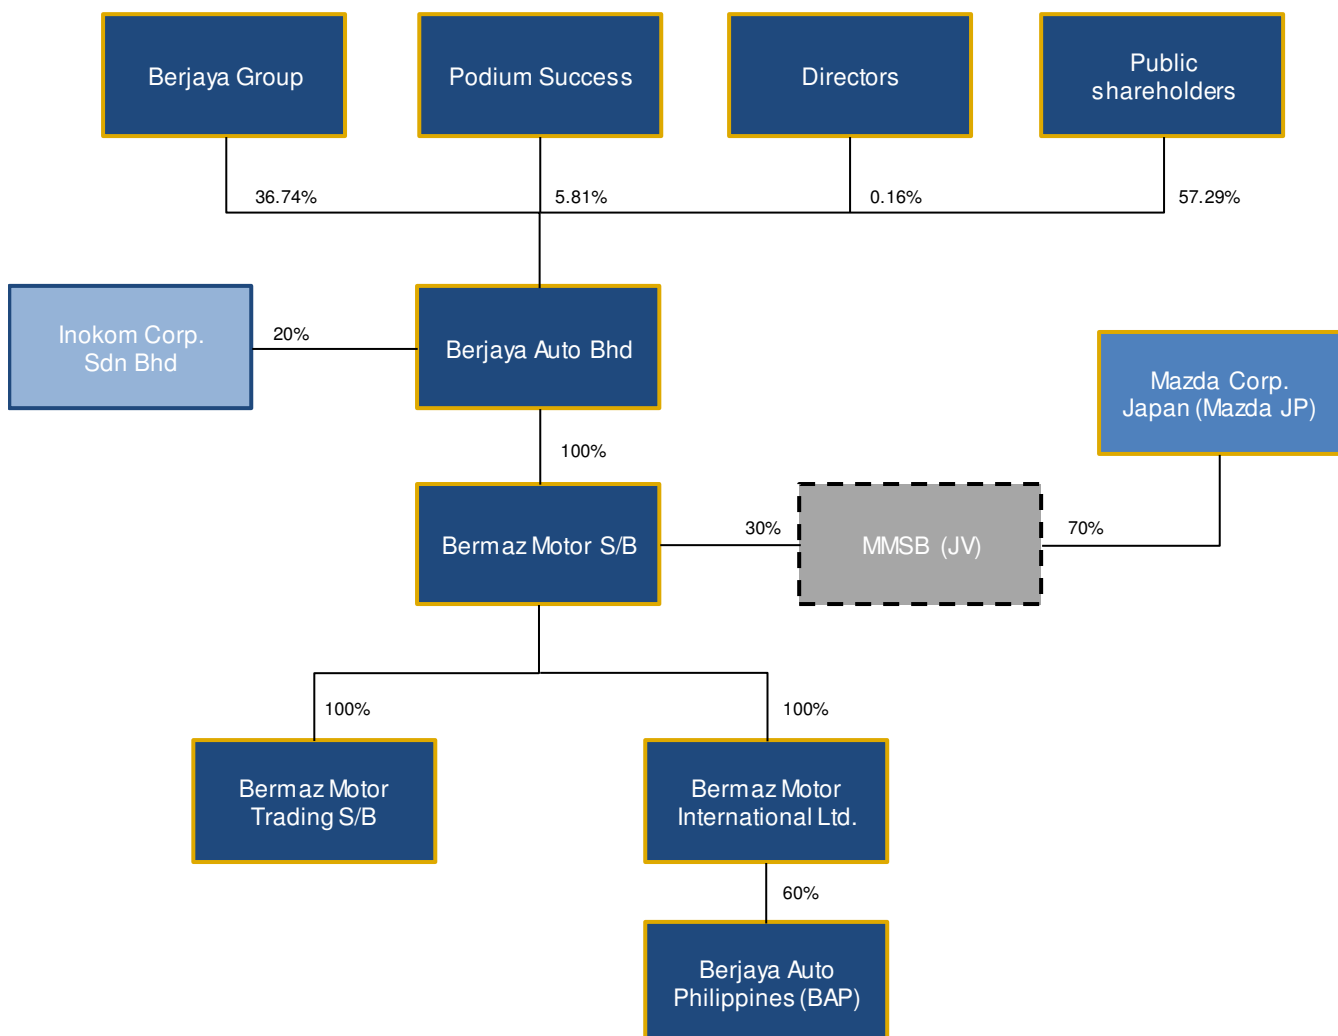 Berjaya Group
Podium Success
Directors
Public
shareholders
36.74%
5.81%
0.16%
57.29%
Inokom Corp.
Sdn Bhd
20%
Berjaya Auto Bhd
Mazda Corp.
Japan (Mazda JP)
100%
Bermaz Motor S/B
30%
MMSB (JV)
70%
100%
100%
Bermaz Motor
Trading S/B
Bermaz Motor
International Ltd.
60%
Berjaya Auto
Philippines (BAP)